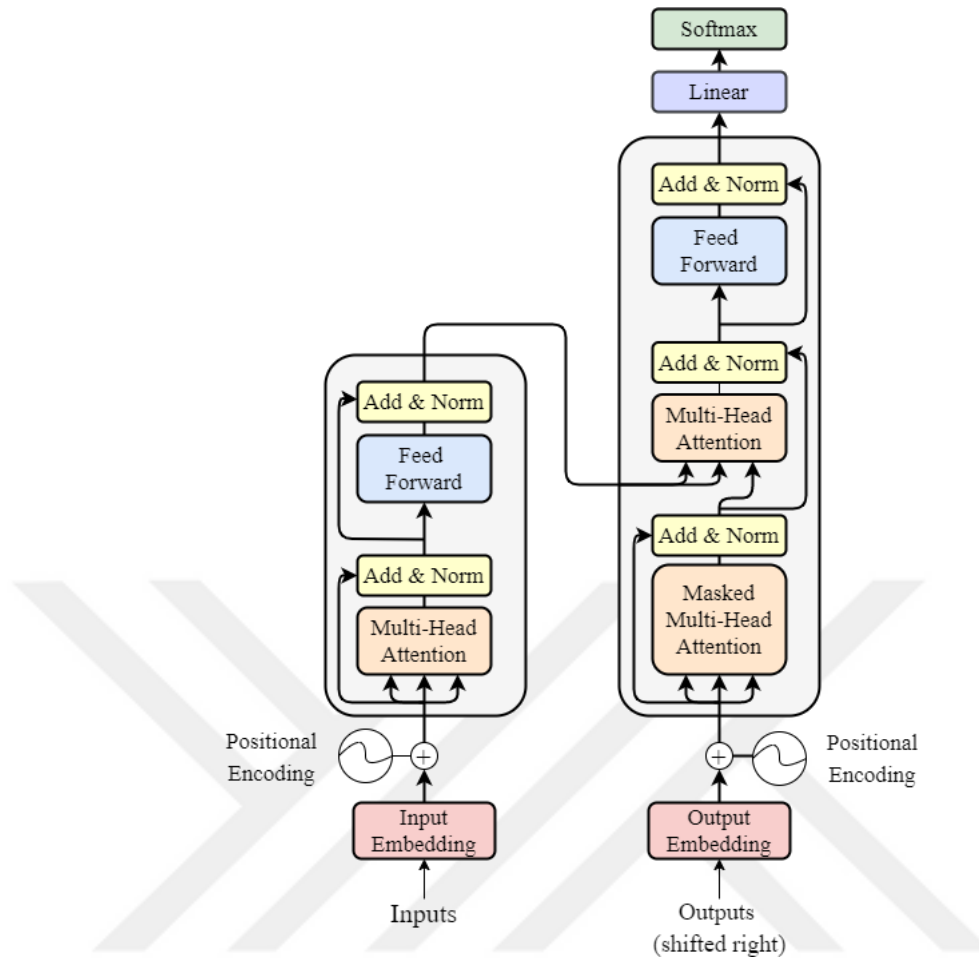 Softmax
Linear
Add & Norm
Feed
Forward
Add & Norm
Multi-Head
Attention
Add & Norm
Masked
Multi-Head
Attention
Add & Norm
Feed
Forward
Add & Norm
Multi-Head
Attention
Positional
Encoding
Positional
Encoding
Input
Embedding
Output
Embedding
Inputs
Outputs
(shifted right)